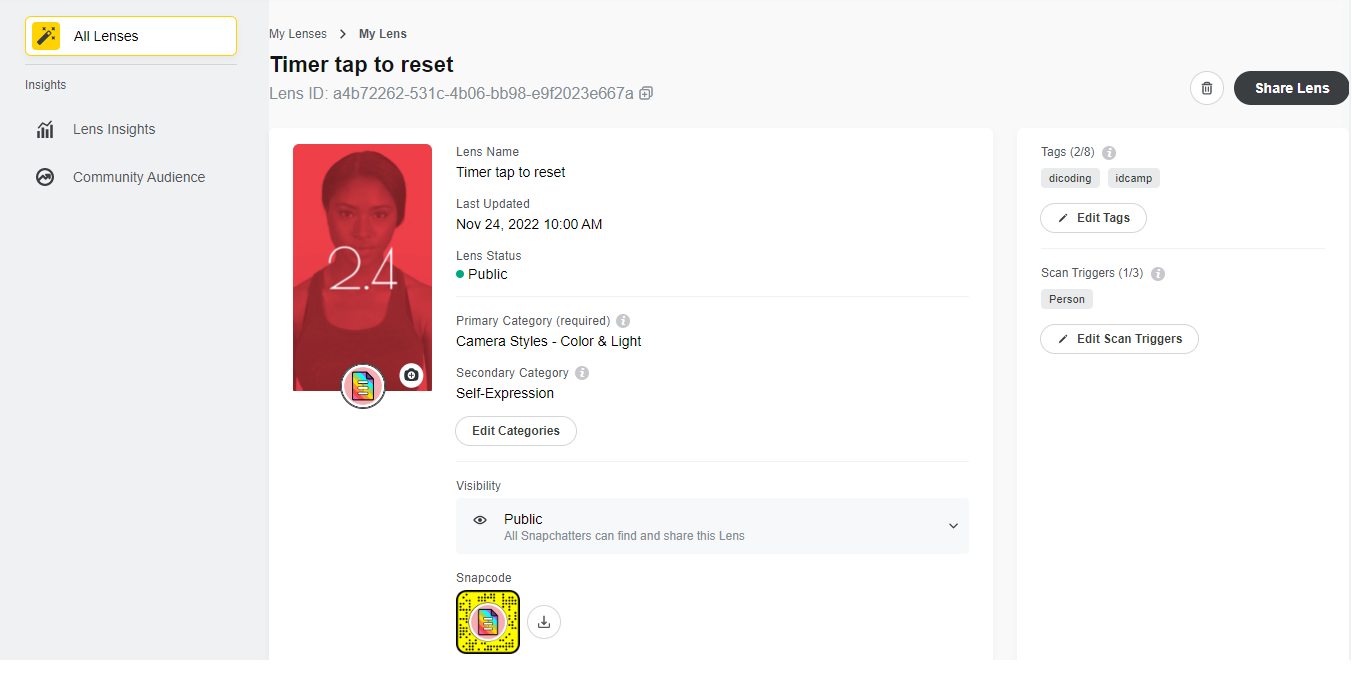 All Lenses
Insights
Lens Insights
Community Audience
My Lenses > My Lens
Timer tap to reset
Lens ID: a4b72262-531c-4b06-bb98-e9f2023e667a
Share Lens
2.4
Lens Name
Timer tap to reset
Last Updated
Nov 24, 2022 10:00 AM
Lens Status
Public
Primary Category (required)
Camera Styles - Color & Light
Secondary Category
Self-Expression
Edit Categories
Visibility
Public
All Snapchatters can find and share this Lens
Snapcode
Tags (2/8)
dicoding idcamp
Edit Tags
Scan Triggers (1/3)
Person
Edit Scan Triggers